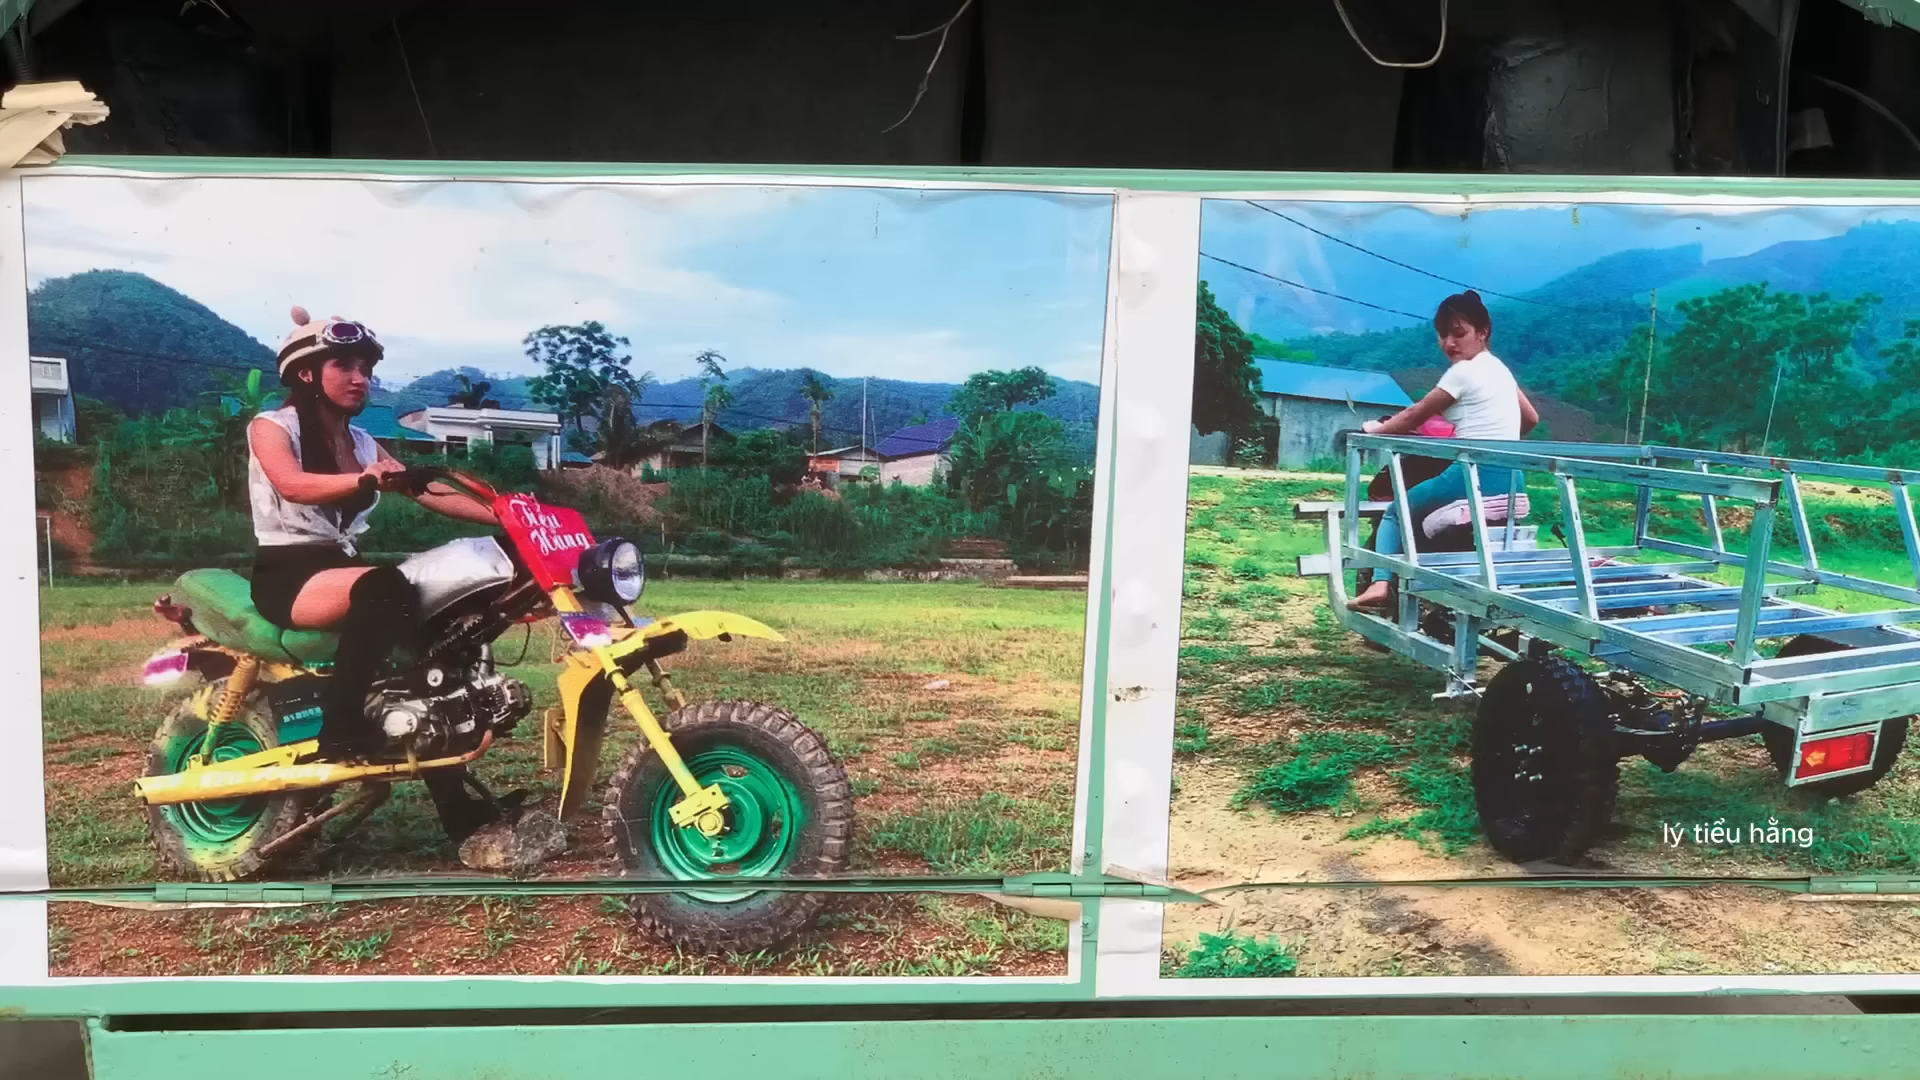 Tiểu
Hằng
lý tiểu hằng